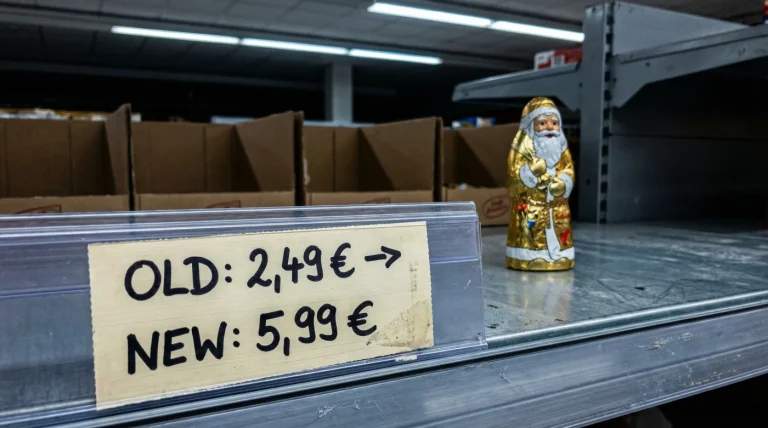 OLD: 2,49 € →
NEW: 5,99 €